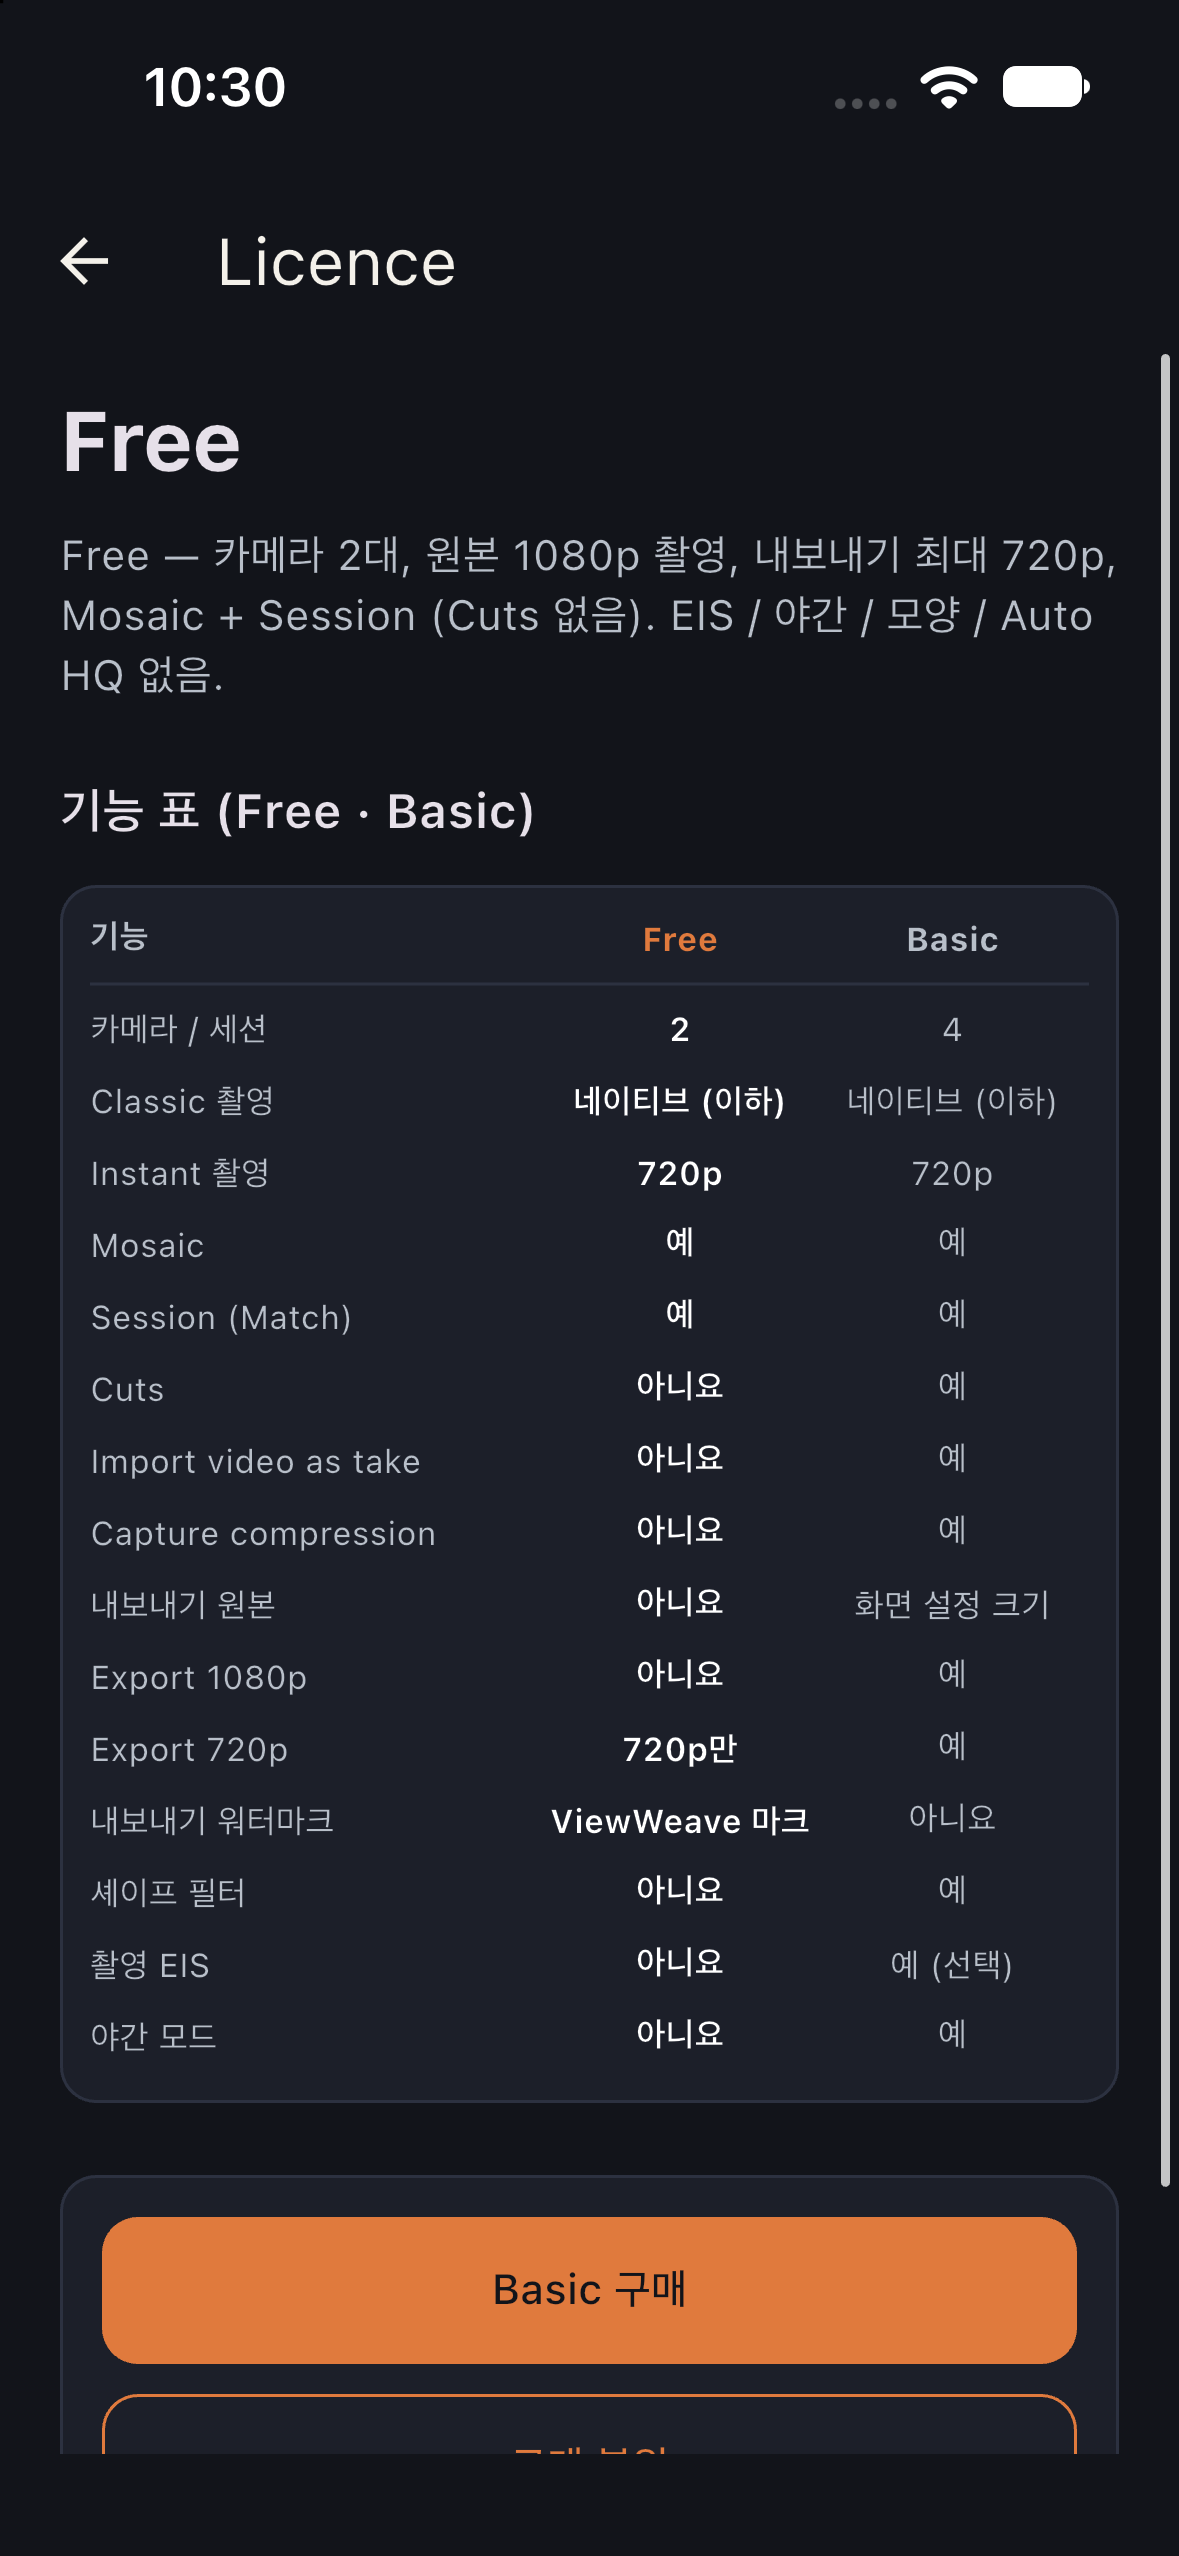 10:30
Licence
Free
Free — 카메라 2대, 원본 1080p 촬영, 내보내기 최대 720p,
Mosaic + Session (Cuts 없음). EIS / 야간 / 모양 / Auto
HQ 없음.
기능 표 (Free · Basic)
기능 Free Basic
카메라 / 세션 2 4
Classic 촬영 네이티브 (이하) 네이티브 (이하)
Instant 촬영 720p 720p
Mosaic 예 예
Session (Match) 예 예
Cuts 아니요 예
Import video as take 아니요 예
Capture compression 아니요 예
내보내기 원본 아니요 화면 설정 크기
Export 1080p 아니요 예
Export 720p 720p만 예
내보내기 워터마크 ViewWeave 마크 아니요
셰이프 필터 아니요 예
촬영 EIS 아니요 예 (선택)
야간 모드 아니요 예
Basic 구매